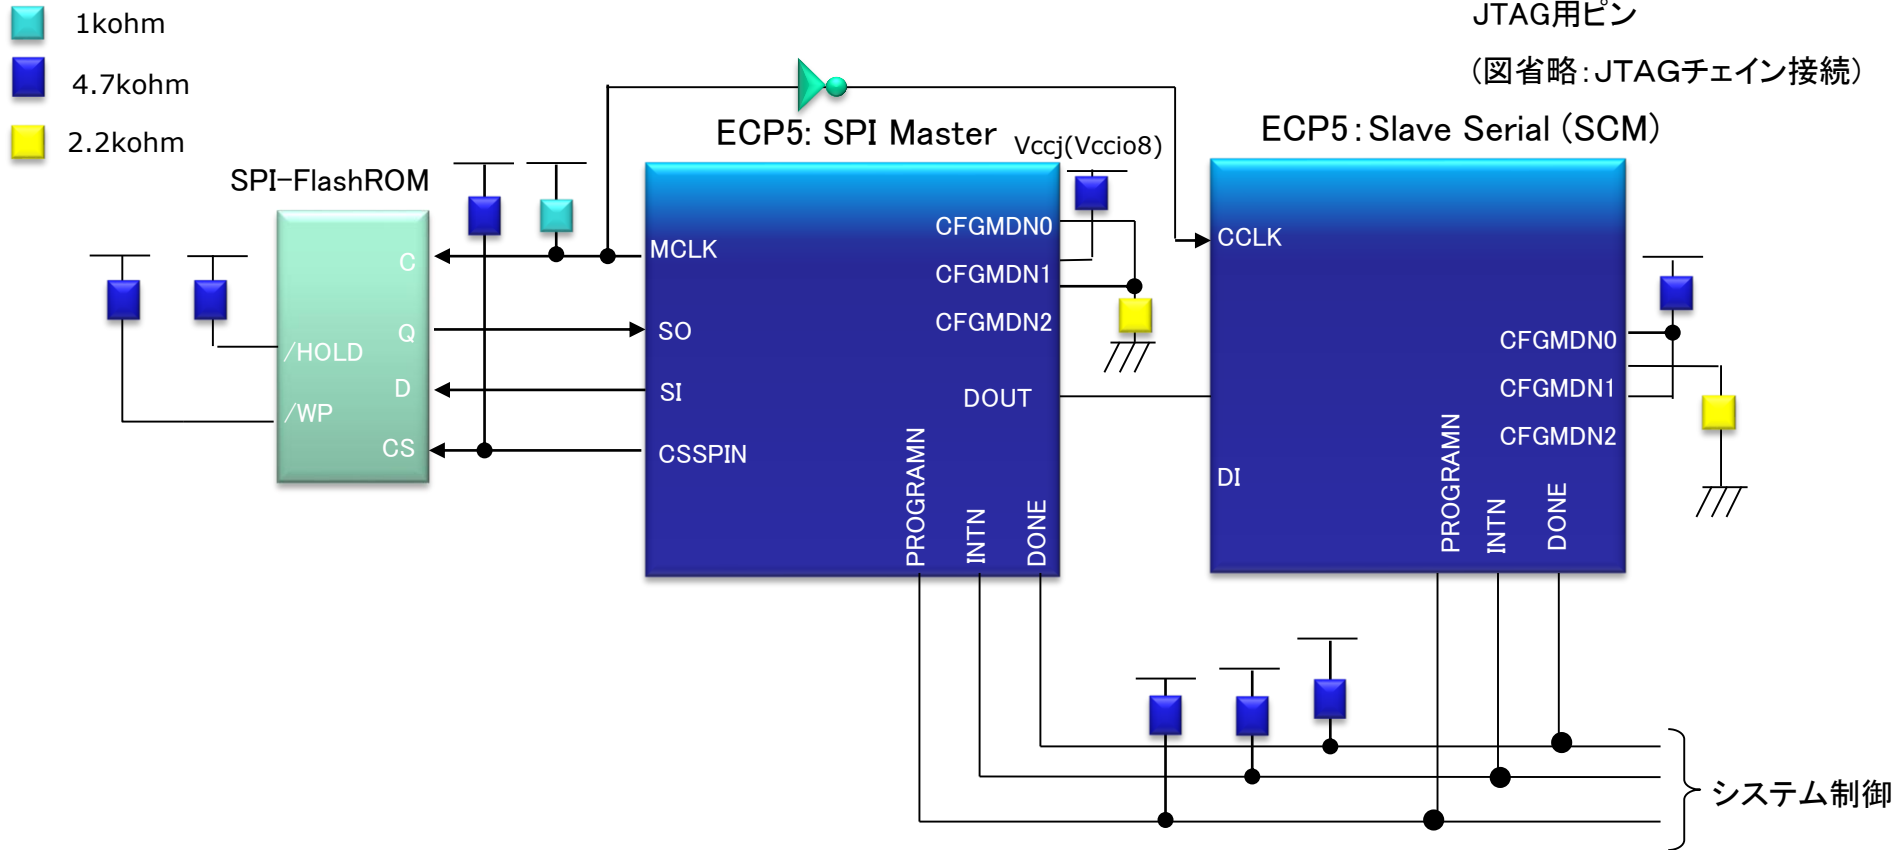 1kohm
4.7kohm
2.2kohm
JTAG用ピン
(図省略:JTAGチェイン接続)
SPI-FlashROM
C
Q
/HOLD
D
/WP
CS
ECP5: SPI Master
Vccj(Vccio8)
MCLK
SO
SI
CSSPIN
CFGMDN0
CFGMDN1
CFGMDN2
DOUT
PROGRAMN
INTN
DONE
ECP5:Slave Serial (SCM)
CCLK
DI
CFGMDN0
CFGMDN1
CFGMDN2
PROGRAMN
INTN
DONE
システム制御